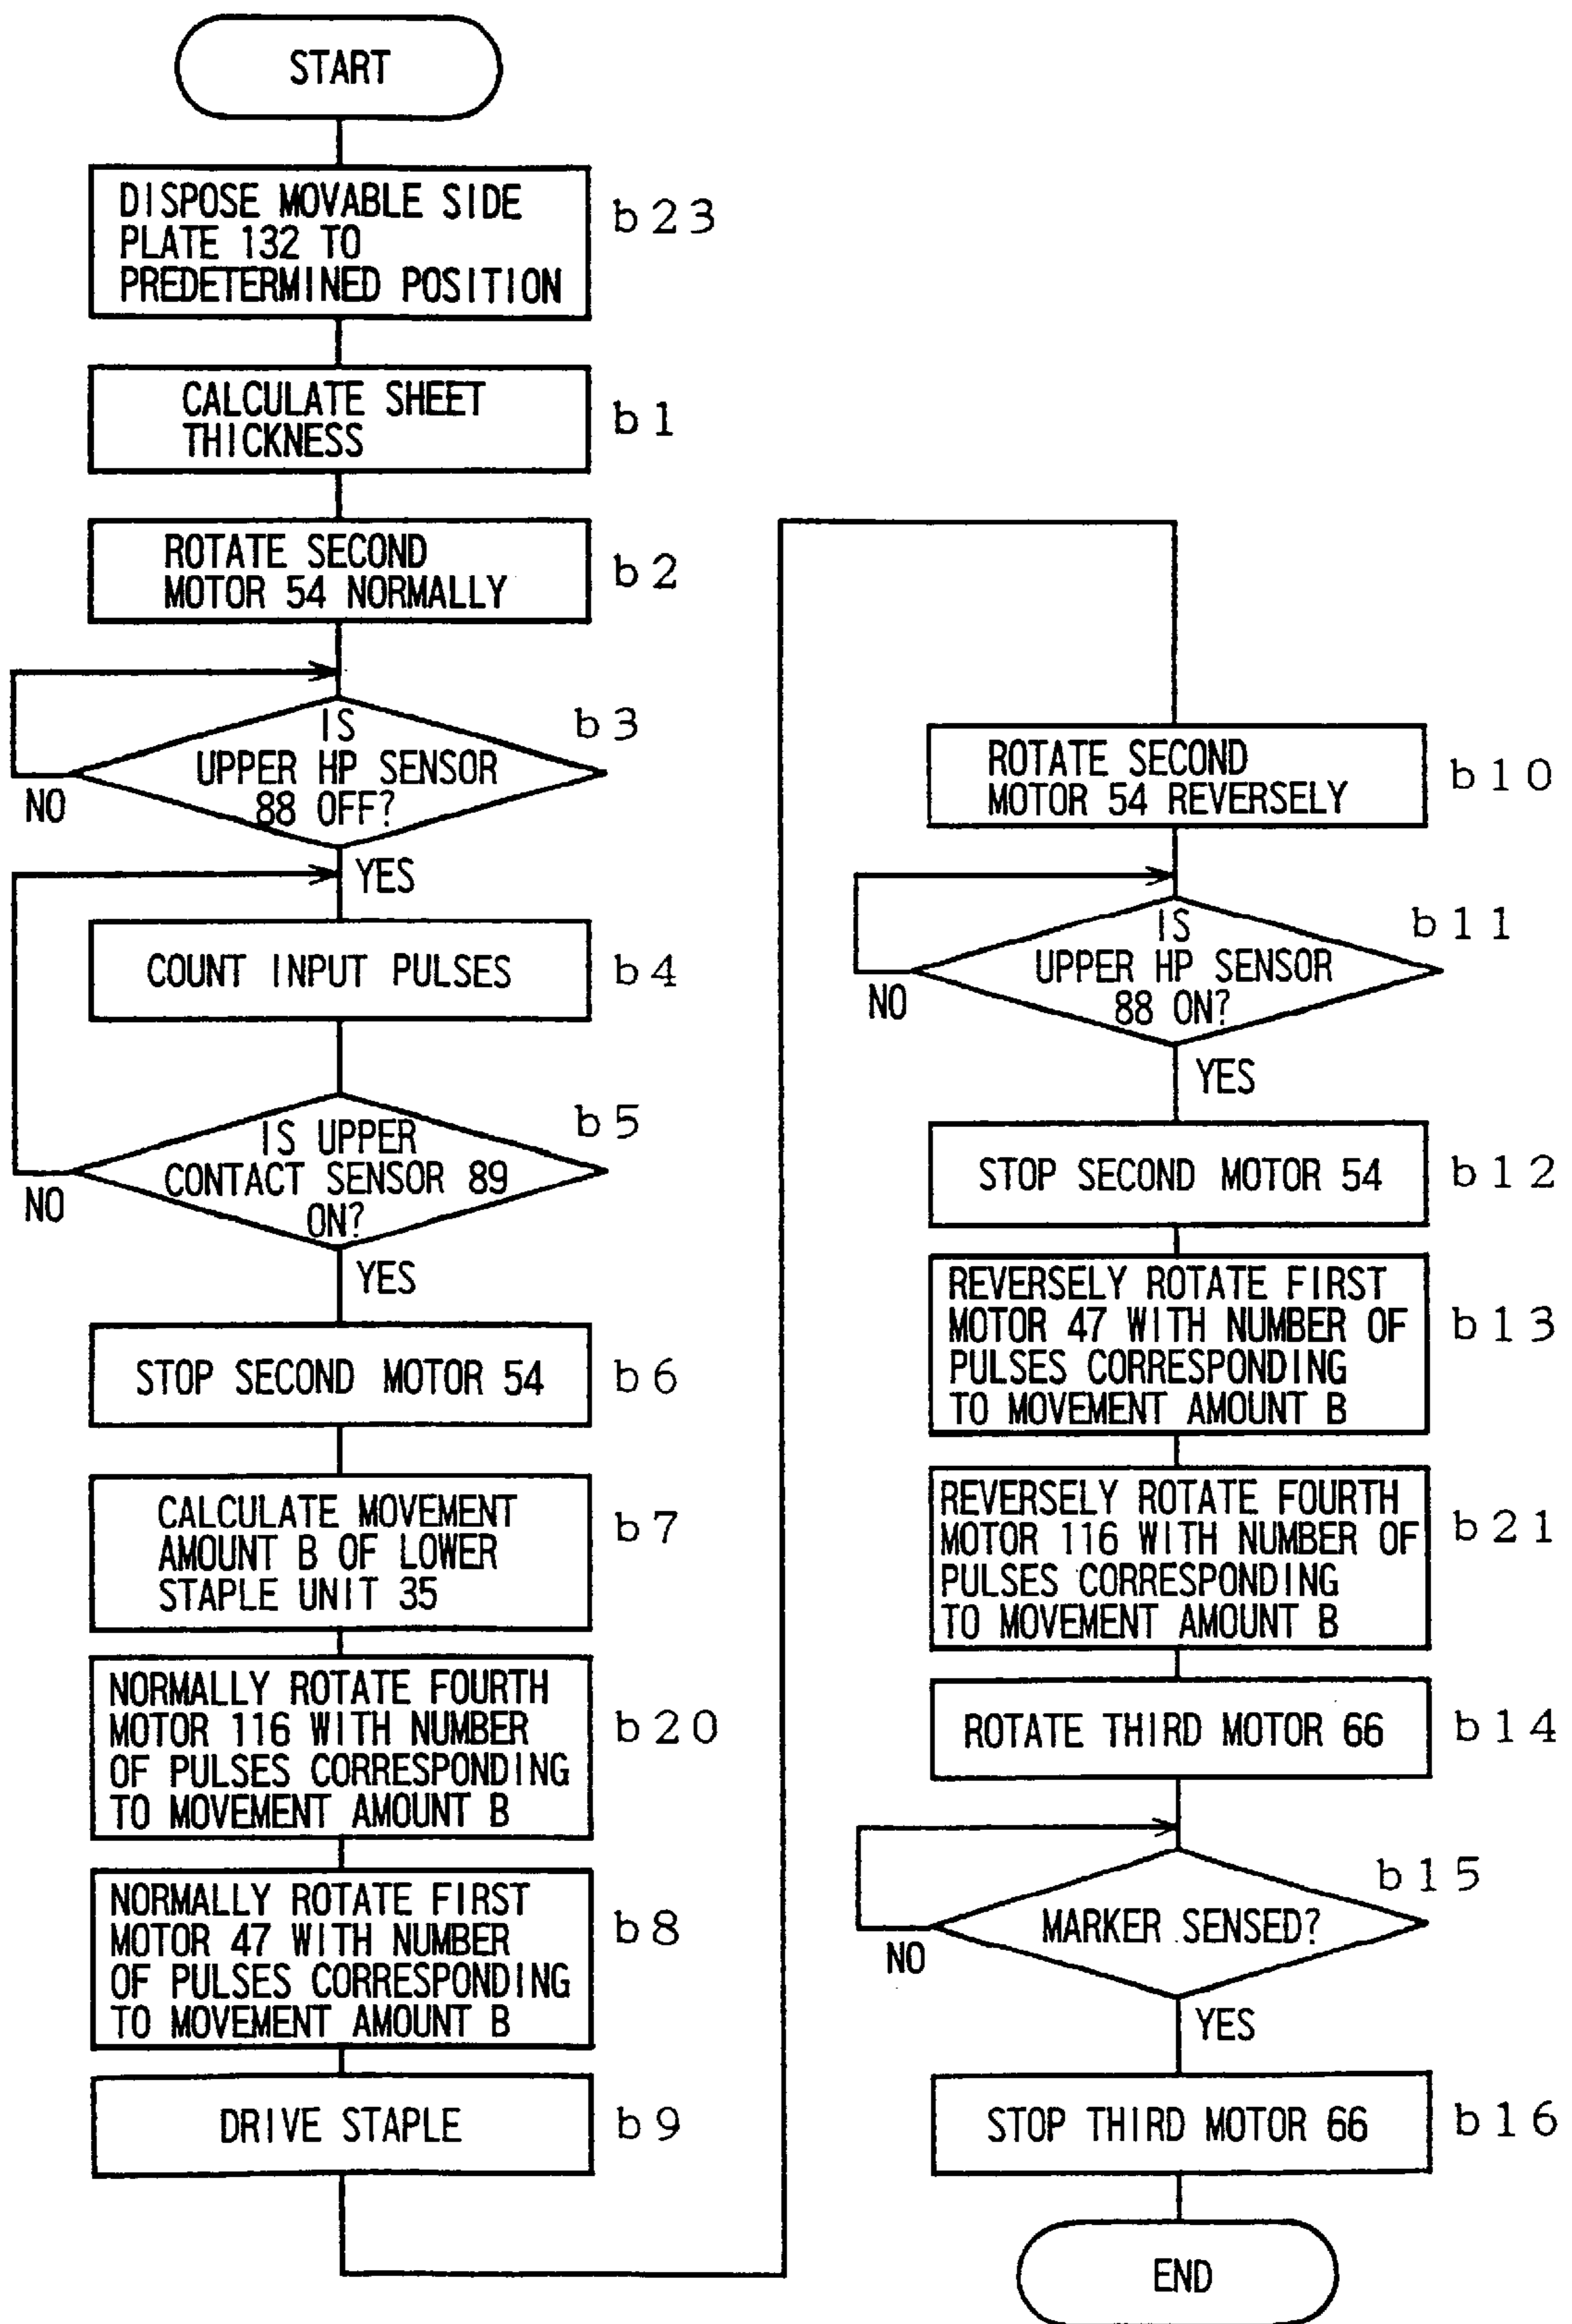 START
DISPOSE MOVABLE SIDE
PLATE 132 TO
PREDETERMINED POSITION
b23
CALCULATE SHEET
THICKNESS
b1
ROTATE SECOND
MOTOR 54 NORMALLY
b2
IS
UPPER HP SENSOR
88 OFF?
b3
NO
YES
COUNT INPUT PULSES
b4
IS UPPER
CONTACT SENSOR 89
ON?
b5
NO
YES
STOP SECOND MOTOR 54
b6
CALCULATE MOVEMENT
AMOUNT B OF LOWER
STAPLE UNIT 35
b7
NORMALLY ROTATE FOURTH
MOTOR 116 WITH NUMBER
OF PULSES CORRESPONDING
TO MOVEMENT AMOUNT B
b20
NORMALLY ROTATE FIRST
MOTOR 47 WITH NUMBER
OF PULSES CORRESPONDING
TO MOVEMENT AMOUNT B
b8
DRIVE STAPLE
b9
ROTATE SECOND
MOTOR 54 REVERSELY
b10
IS
UPPER HP SENSOR
88 ON?
b11
NO
YES
STOP SECOND MOTOR 54
b12
REVERSELY ROTATE FIRST
MOTOR 47 WITH NUMBER OF
PULSES CORRESPONDING
TO MOVEMENT AMOUNT B
b13
REVERSELY ROTATE FOURTH
MOTOR 116 WITH NUMBER OF
PULSES CORRESPONDING
TO MOVEMENT AMOUNT B
b21
ROTATE THIRD MOTOR 66
b14
MARKER SENSED?
b15
NO
YES
STOP THIRD MOTOR 66
b16
END